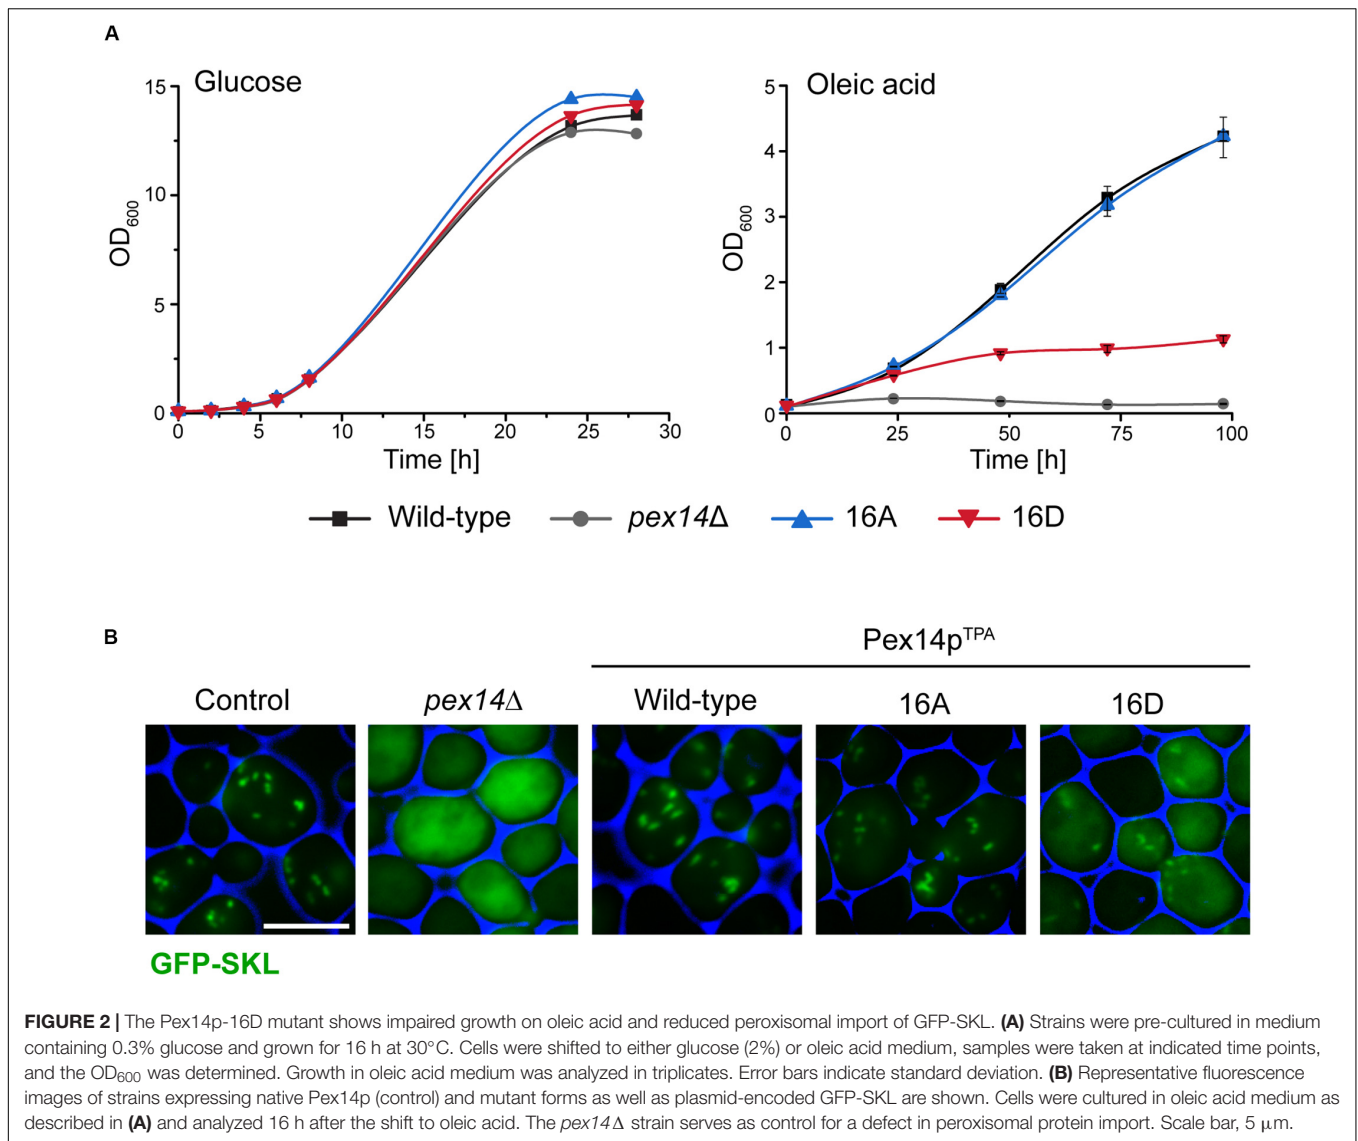 A
Glucose
15
10
5
0
OD600
0 5 10 15 20 25 30
Time [h]
Oleic acid
5
4
3
2
1
0
OD600
0 25 50 75 100
Time [h]
Wild-type pex14Δ 16A 16D
B
Pex14pTPA
Control pex14Δ Wild-type 16A 16D
GFP-SKL
FIGURE 2 | The Pex14p-16D mutant shows impaired growth on oleic acid and reduced peroxisomal import of GFP-SKL. (A) Strains were pre-cultured in medium
containing 0.3% glucose and grown for 16 h at 30°C. Cells were shifted to either glucose (2%) or oleic acid medium, samples were taken at indicated time points,
and the OD600 was determined. Growth in oleic acid medium was analyzed in triplicates. Error bars indicate standard deviation. (B) Representative fluorescence
images of strains expressing native Pex14p (control) and mutant forms as well as plasmid-encoded GFP-SKL are shown. Cells were cultured in oleic acid medium as
described in (A) and analyzed 16 h after the shift to oleic acid. The pex14Δ strain serves as control for a defect in peroxisomal protein import. Scale bar, 5 μm.